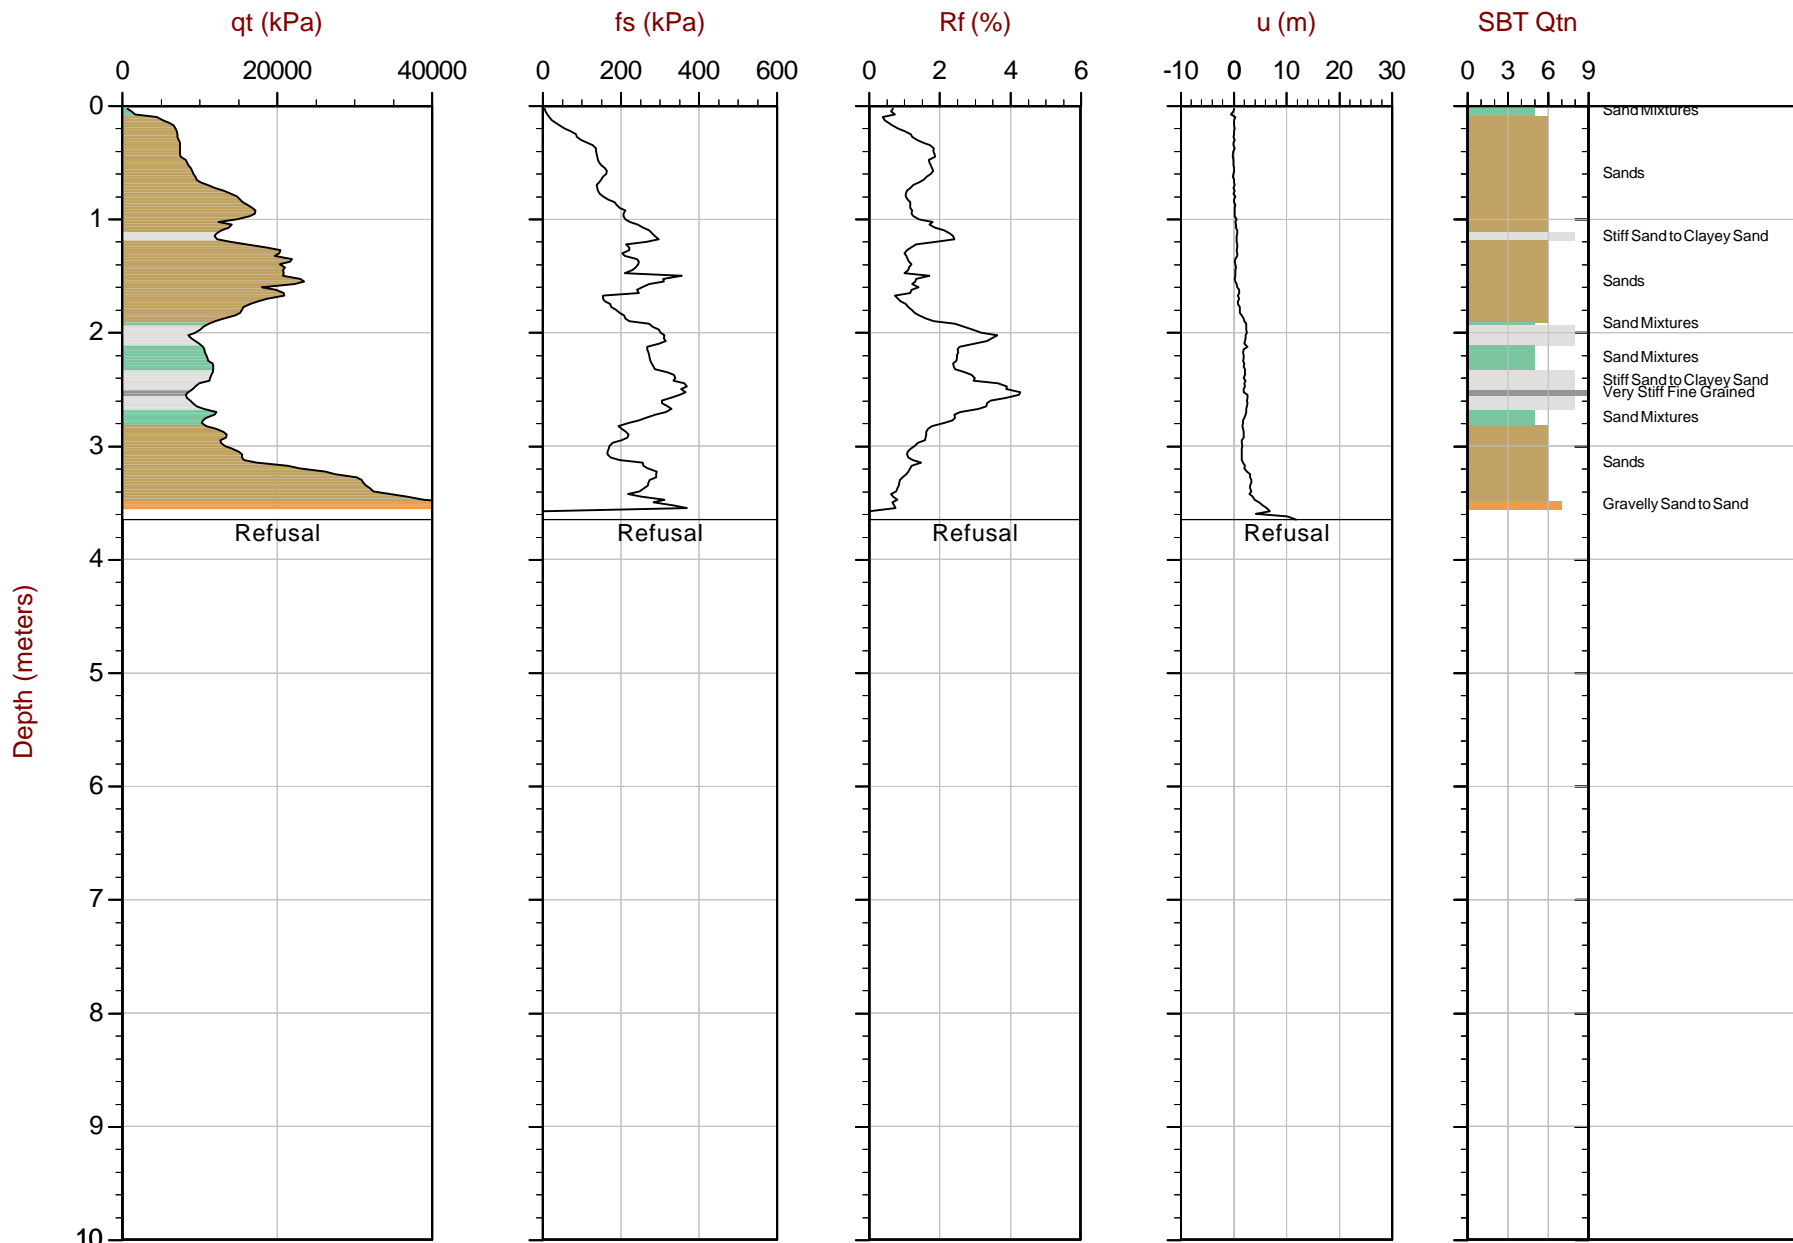 qt (kPa) fs (kPa) Rf (%) u (m) SBT Qtn
0 20000 40000 0 200 400 600 0 2 4 6 -10 0 10 20 30 0 3 6 9
0
Sand Mixtures
Sands
1
Stiff Sand to Clayey Sand
Sands
Sand Mixtures
2
Sand Mixtures
Stiff Sand to Clayey Sand
Very Stiff Fine Grained
Sand Mixtures
3
Sands
Gravelly Sand to Sand
Refusal Refusal Refusal Refusal
4
5
Depth (meters)
6
7
8
9
10